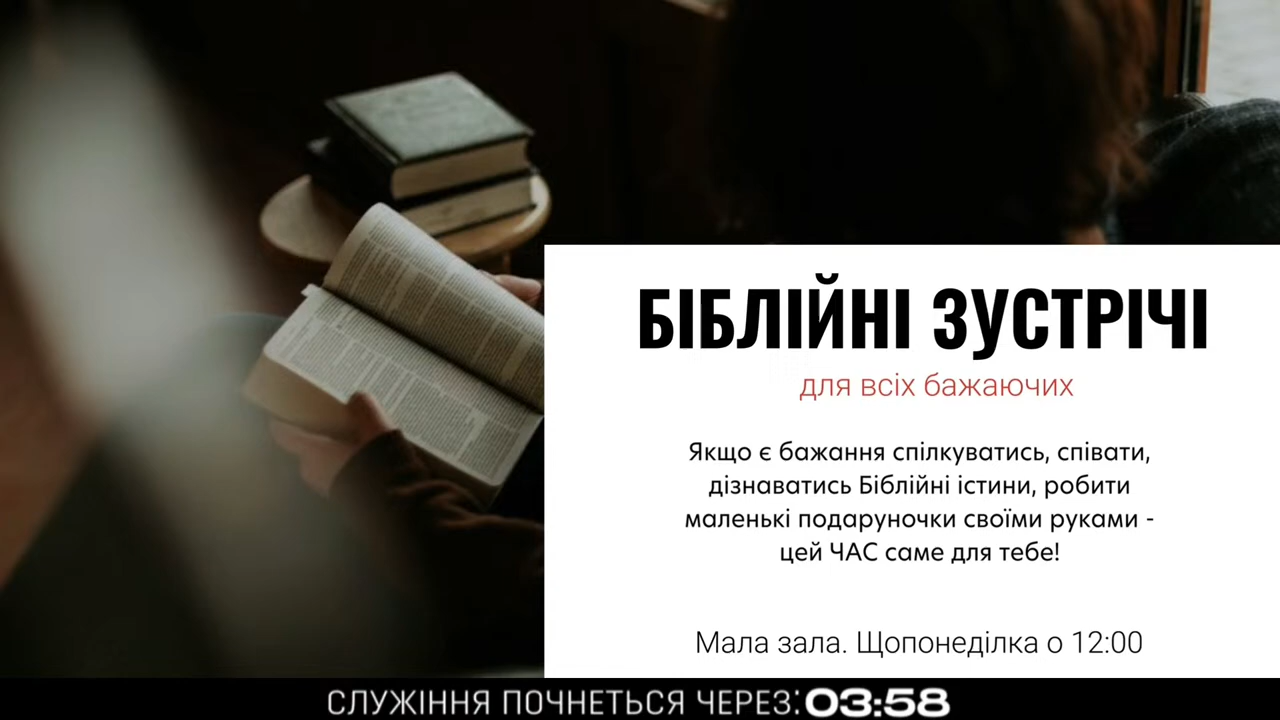 БІБЛІЙНІ ЗУСТРІЧІ
для всіх бажаючих
Якщо є бажання спілкуватись, співати,
дізнаватись Біблійні істини, робити
маленькі подаруночки своїми руками -
цей ЧАС саме для тебе!
Мала зала. Щопонеділка о 12:00
СЛУЖІННЯ ПОЧНЕТЬСЯ ЧЕРЕЗ: 03:58